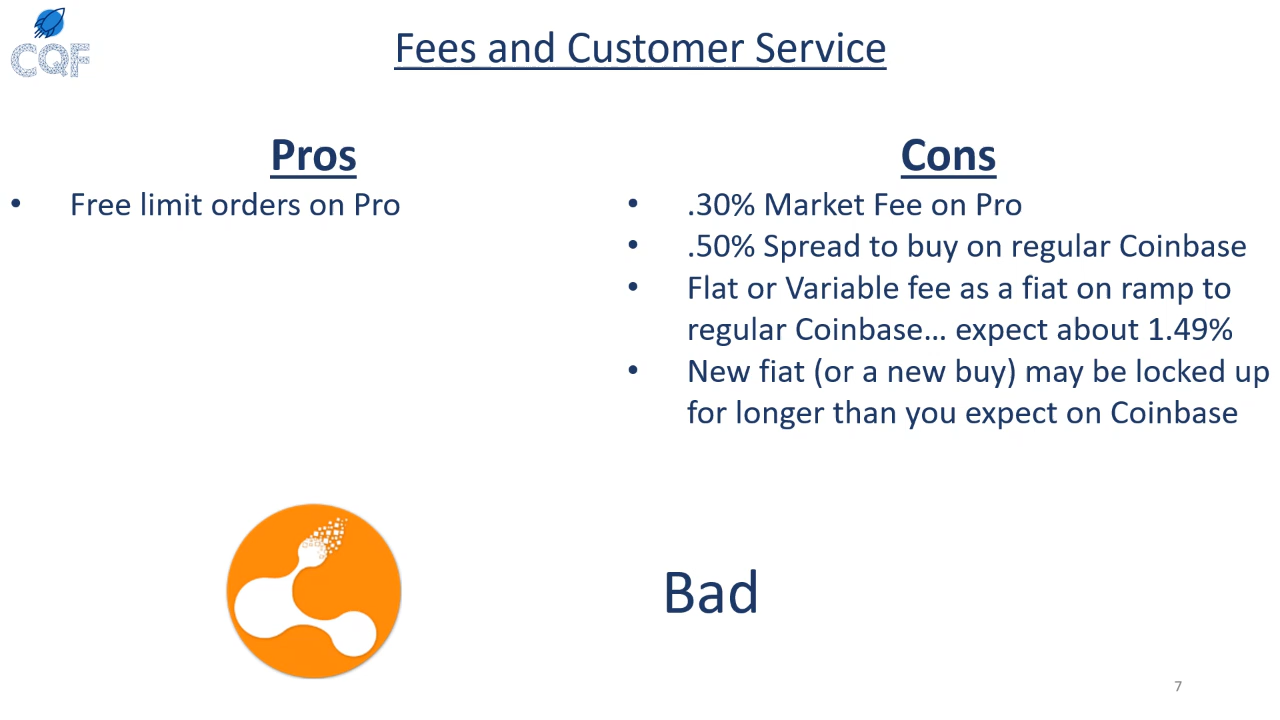 CQF
Fees and Customer Service
Pros
• Free limit orders on Pro
Cons
• .30% Market Fee on Pro
• .50% Spread to buy on regular Coinbase
• Flat or Variable fee as a fiat on ramp to
regular Coinbase… expect about 1.49%
• New fiat (or a new buy) may be locked up
for longer than you expect on Coinbase
Bad
7